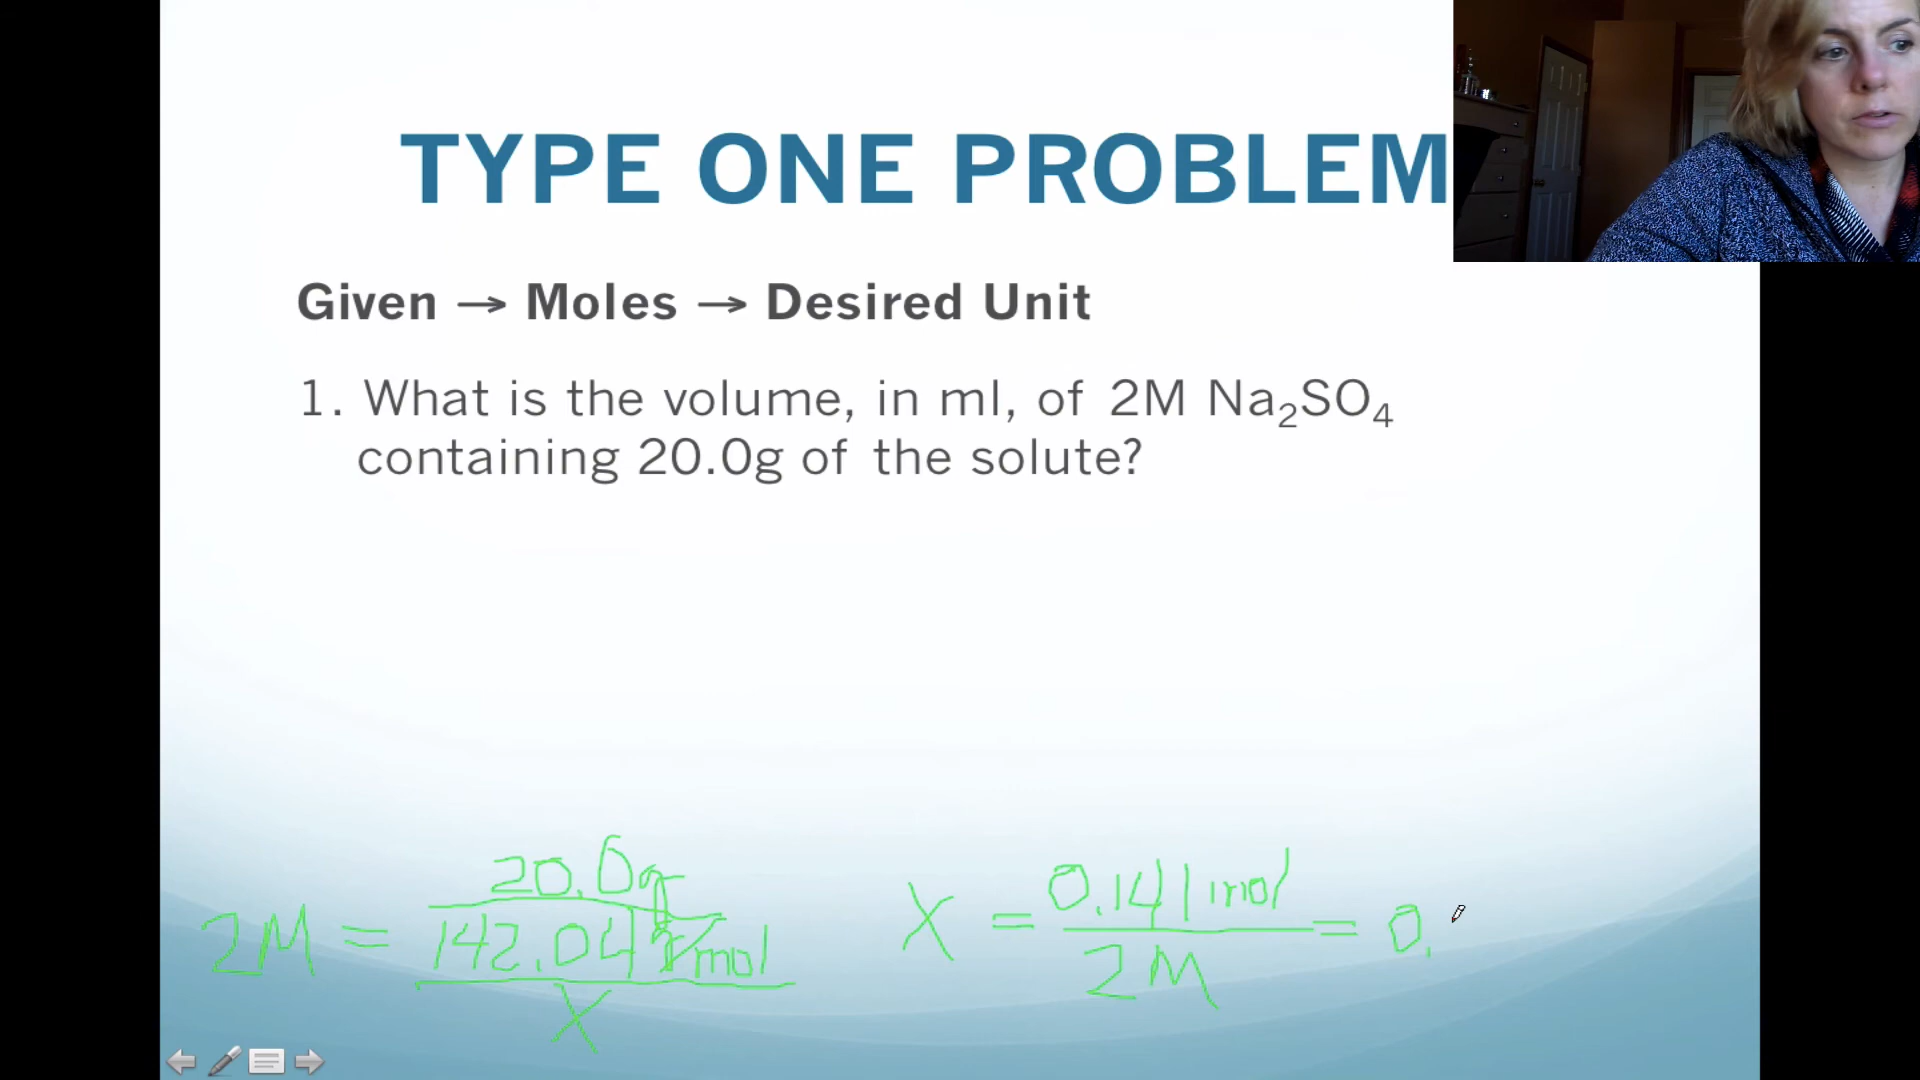 TYPE ONE PROBLEM
Given → Moles → Desired Unit
1. What is the volume, in ml, of 2M Na₂SO₄
containing 20.0g of the solute?
20.0g
2M = 142.04 g/mol
X
X = 0.141 mol = 0.
2M